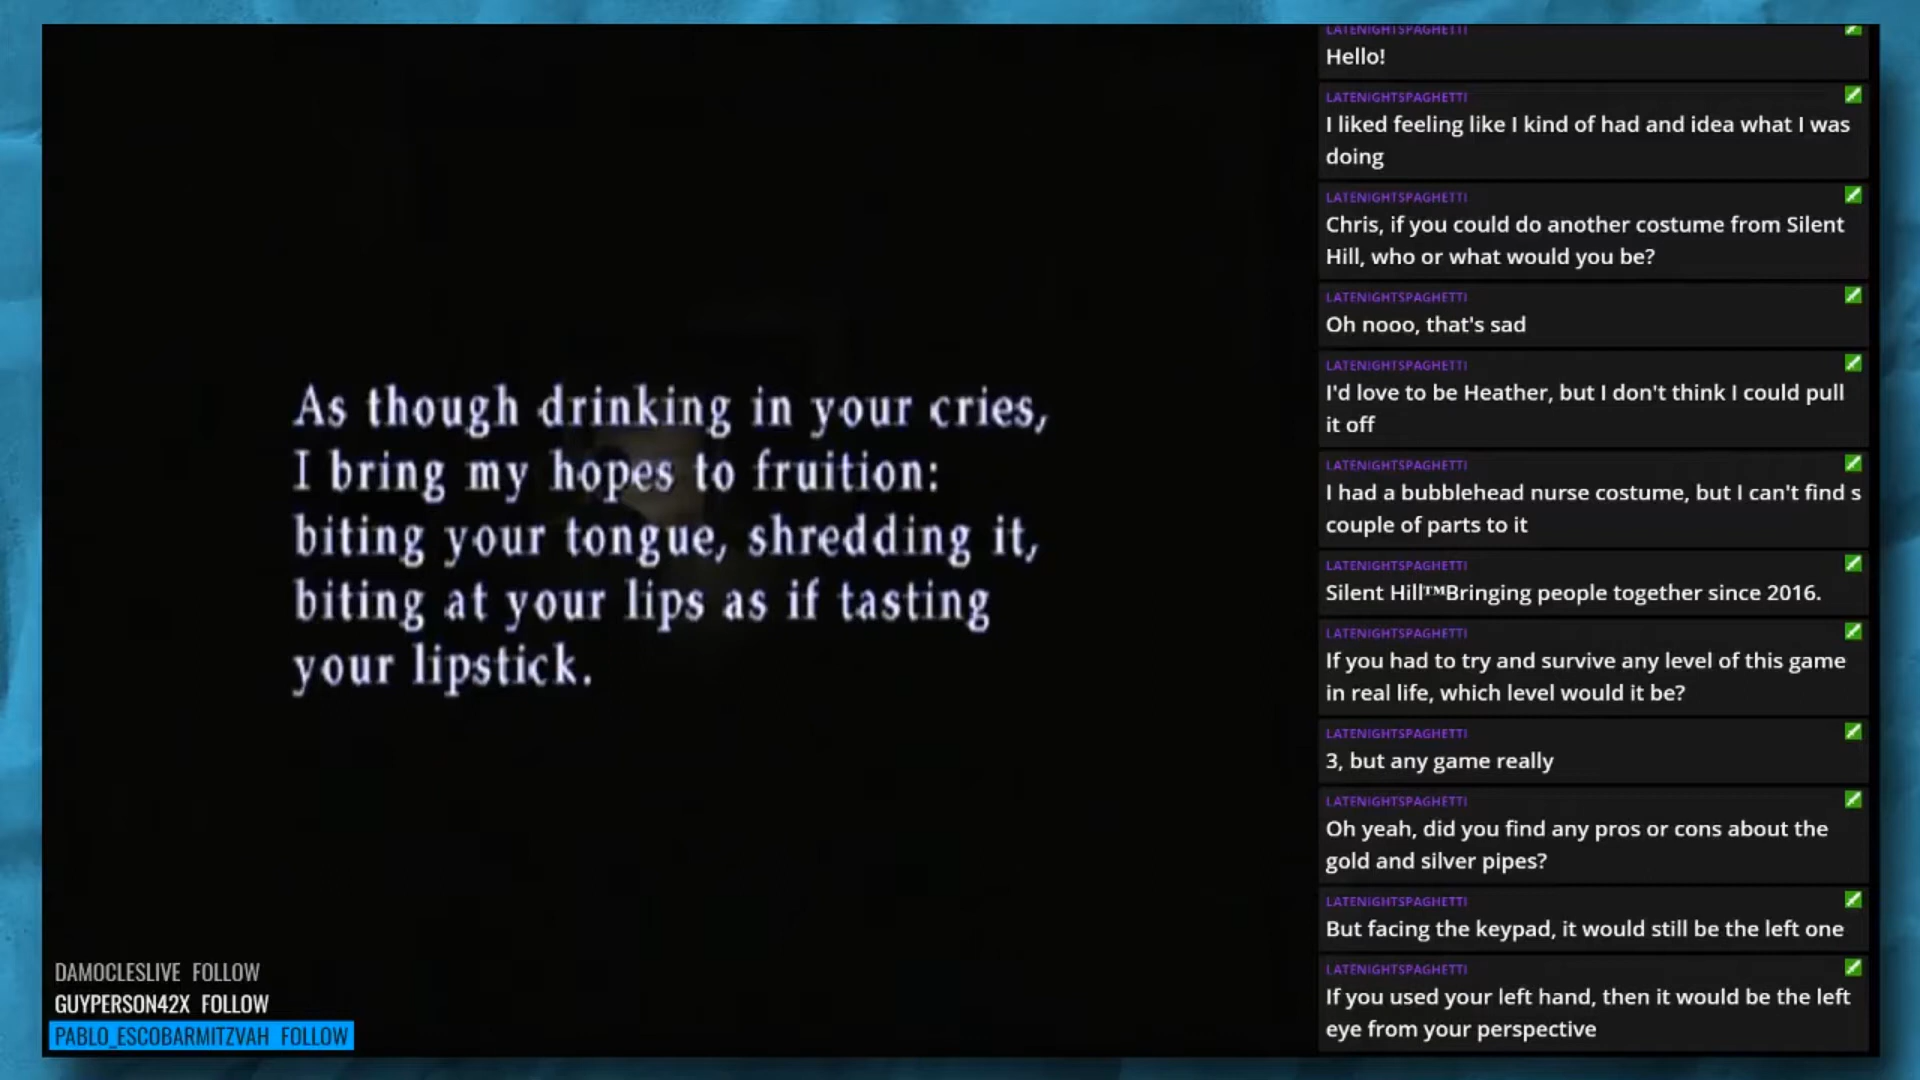 As though drinking in your cries,
I bring my hopes to fruition:
biting your tongue, shredding it,
biting at your lips as if tasting
your lipstick.
DAMOCLESLIVE FOLLOW
GUYPERSON42X FOLLOW
PABLO_ESCOBARMITZVAH FOLLOW
LATENIGHTSPAGHETTI
Hello!
LATENIGHTSPAGHETTI
I liked feeling like I kind of had and idea what I was
doing
LATENIGHTSPAGHETTI
Chris, if you could do another costume from Silent
Hill, who or what would you be?
LATENIGHTSPAGHETTI
Oh nooo, that's sad
LATENIGHTSPAGHETTI
I'd love to be Heather, but I don't think I could pull
it off
LATENIGHTSPAGHETTI
I had a bubblehead nurse costume, but I can't find s
couple of parts to it
LATENIGHTSPAGHETTI
Silent Hill™Bringing people together since 2016.
LATENIGHTSPAGHETTI
If you had to try and survive any level of this game
in real life, which level would it be?
LATENIGHTSPAGHETTI
3, but any game really
LATENIGHTSPAGHETTI
Oh yeah, did you find any pros or cons about the
gold and silver pipes?
LATENIGHTSPAGHETTI
But facing the keypad, it would still be the left one
LATENIGHTSPAGHETTI
If you used your left hand, then it would be the left
eye from your perspective